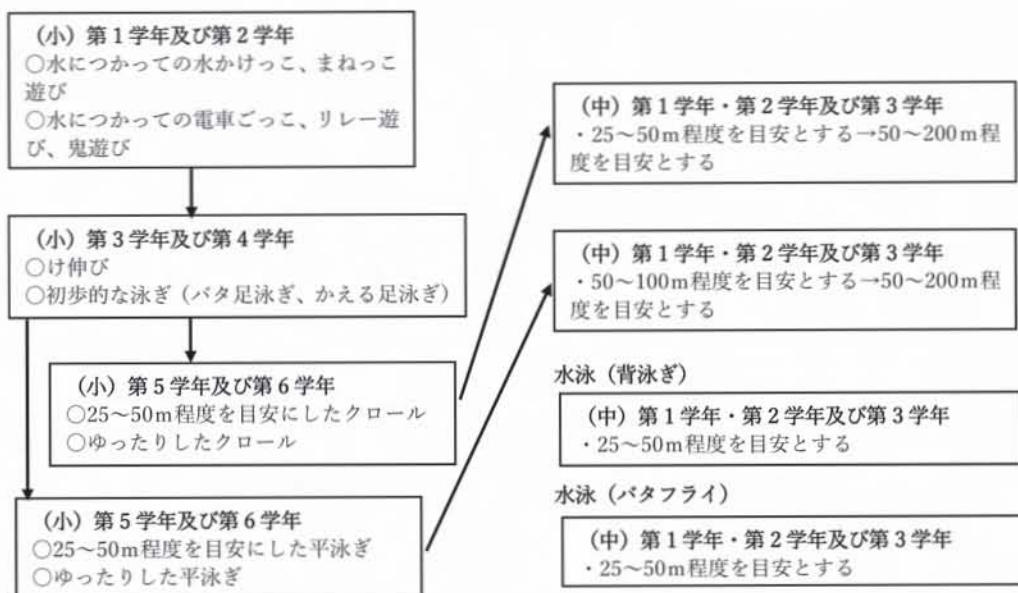 (小) 第1学年及び第2学年
○水につかっての水かけっこ、まねっこ
遊び
○水につかっての電車ごっこ、リレー遊
び、鬼遊び
(小) 第3学年及び第4学年
○け伸び
○初歩的な泳ぎ (バタ足泳ぎ、かえる足泳ぎ)
(小) 第5学年及び第6学年
○25～50m程度を目安にしたクロール
○ゆったりしたクロール
(小) 第5学年及び第6学年
○25～50m程度を目安にした平泳ぎ
○ゆったりした平泳ぎ
(中) 第1学年・第2学年及び第3学年
・25～50m程度を目安とする→50～200m程
度を目安とする
(中) 第1学年・第2学年及び第3学年
・50～100m程度を目安とする→50～200m程
度を目安とする
水泳 (背泳ぎ)
(中) 第1学年・第2学年及び第3学年
・25～50m程度を目安とする
水泳 (バタフライ)
(中) 第1学年・第2学年及び第3学年
・25～50m程度を目安とする